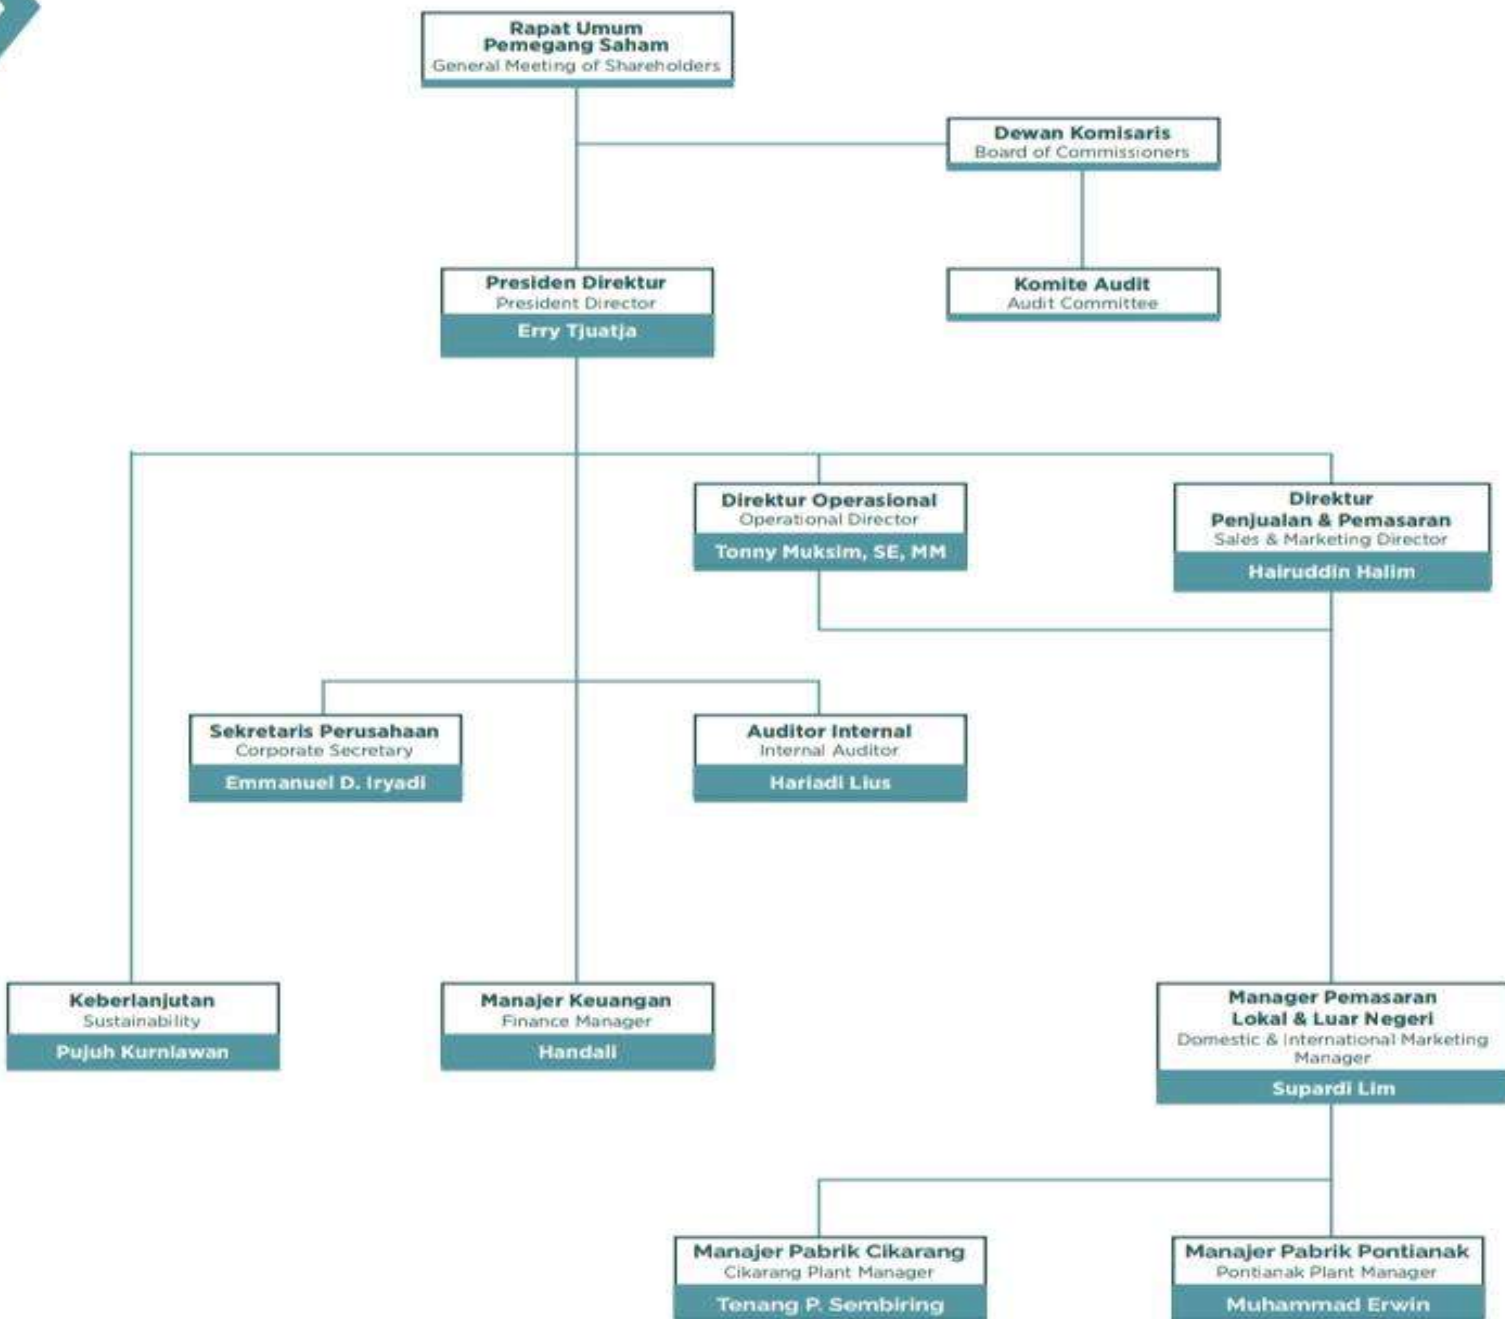 Rapat Umum
Pemegang Saham
General Meeting of Shareholders
Dewan Komisaris
Board of Commissioners
Presiden Direktur
President Director
Erry Tjuatja
Komite Audit
Audit Committee
Direktur Operasional
Operational Director
Tonny Muksim, SE, MM
Direktur
Penjualan & Pemasaran
Sales & Marketing Director
Hairuddin Halim
Sekretaris Perusahaan
Corporate Secretary
Emmanuel D. Iryadi
Auditor Internal
Internal Auditor
Hariadi Lius
Keberlanjutan
Sustainability
Pujuh Kurniawan
Manajer Keuangan
Finance Manager
Handali
Manager Pemasaran
Lokal & Luar Negeri
Domestic & International Marketing
Manager
Supardi Lim
Manajer Pabrik Cikarang
Cikarang Plant Manager
Tenang P. Sembiring
Manajer Pabrik Pontianak
Pontianak Plant Manager
Muhammad Erwin